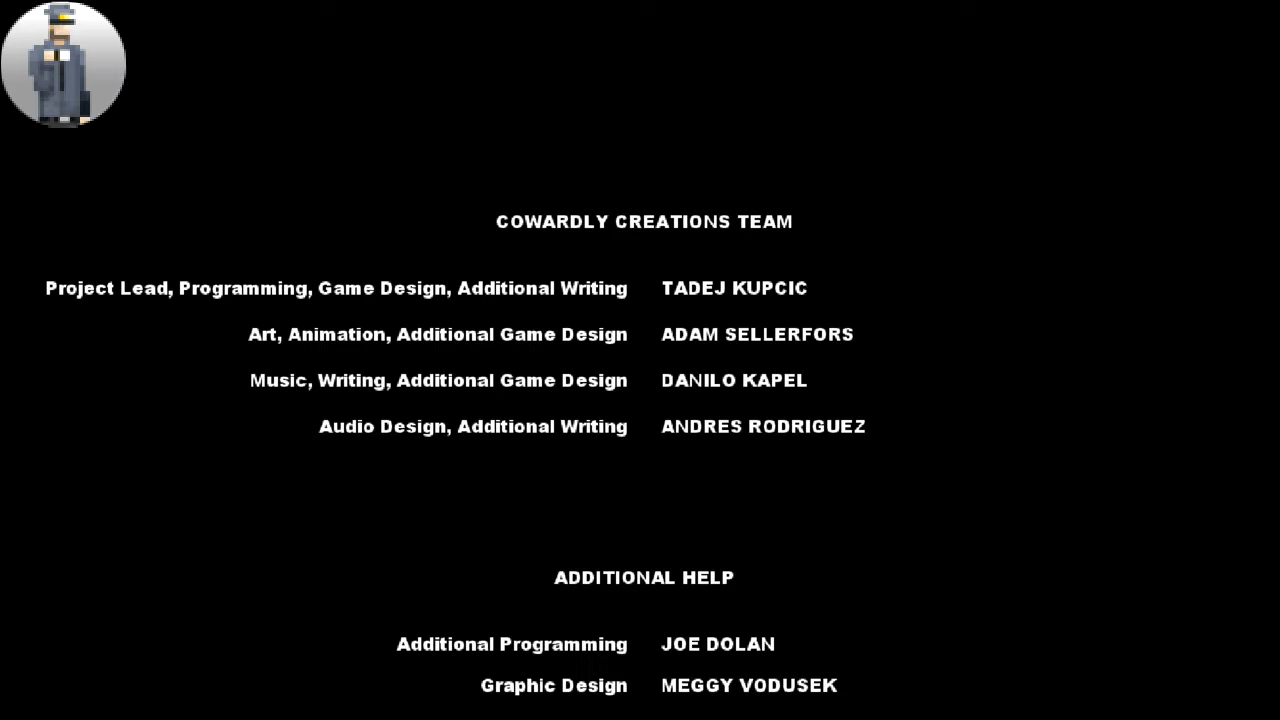 COWARDLY CREATIONS TEAM
Project Lead, Programming, Game Design, Additional Writing TADEJ KUPCIC
Art, Animation, Additional Game Design ADAM SELLERFORS
Music, Writing, Additional Game Design DANILO KAPEL
Audio Design, Additional Writing ANDRES RODRIGUEZ
ADDITIONAL HELP
Additional Programming JOE DOLAN
Graphic Design MEGGY VODUSEK